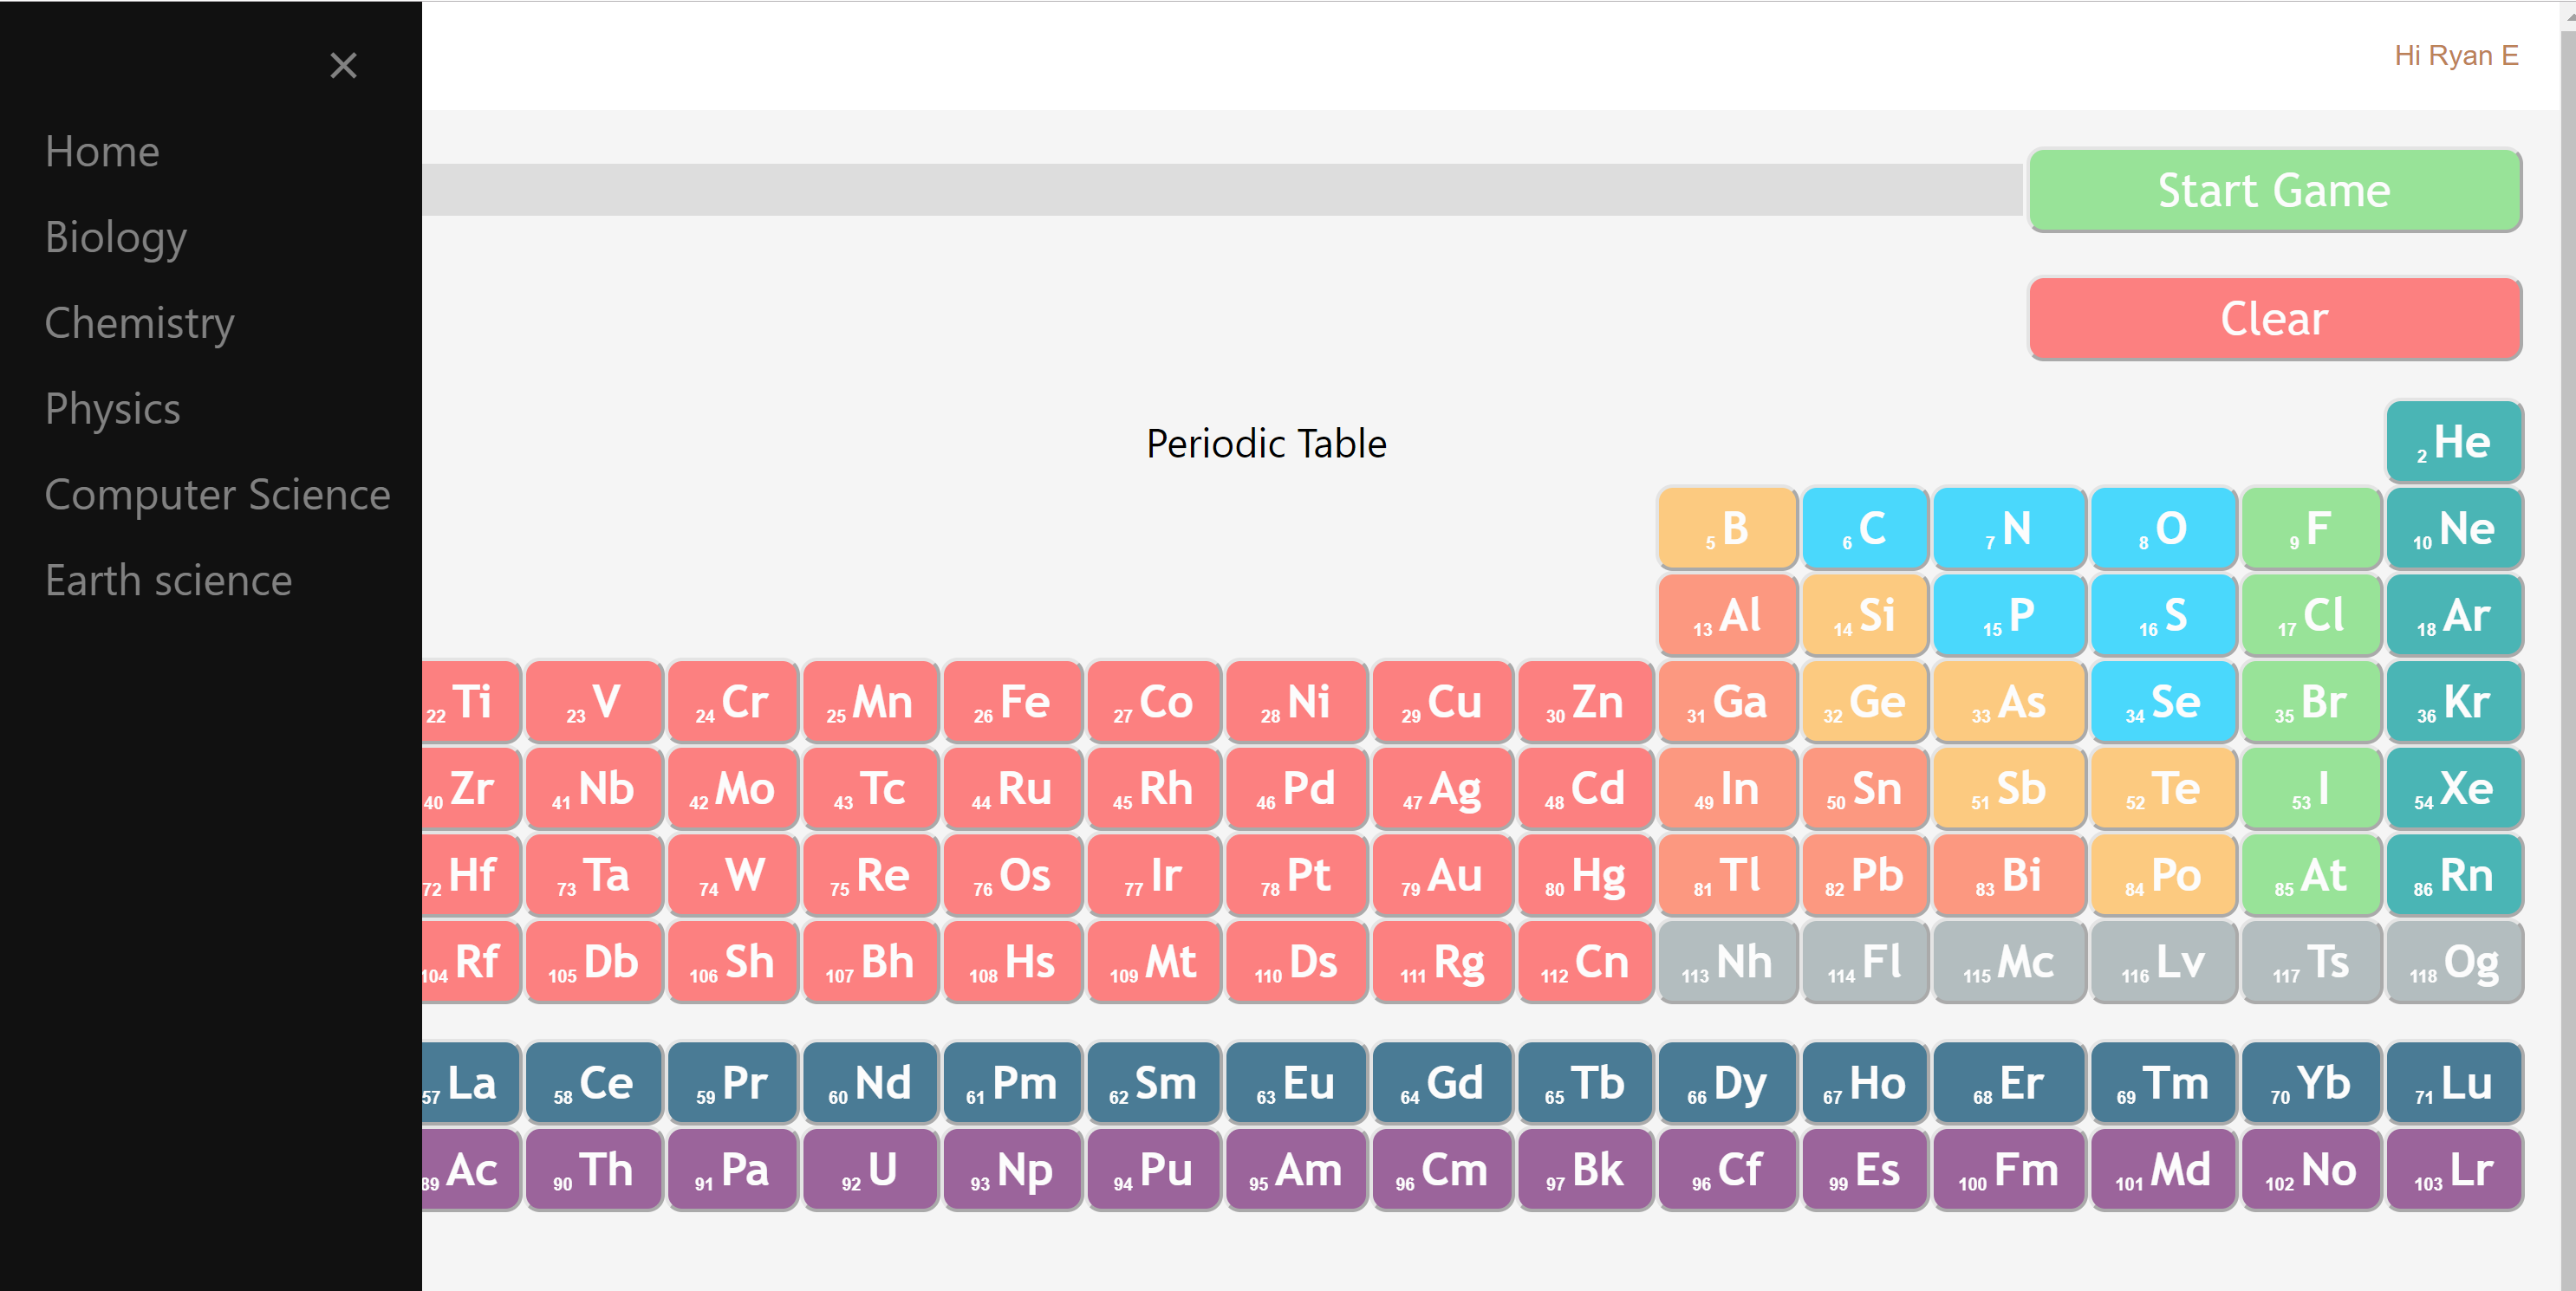 ×
Hi Ryan E
Home
Biology
Chemistry
Physics
Computer Science
Earth science
Start Game
Clear
Periodic Table
2 He
5 B 6 C 7 N 8 O 9 F 10 Ne
13 Al 14 Si 15 P 16 S 17 Cl 18 Ar
22 Ti 23 V 24 Cr 25 Mn 26 Fe 27 Co 28 Ni 29 Cu 30 Zn 31 Ga 32 Ge 33 As 34 Se 35 Br 36 Kr
40 Zr 41 Nb 42 Mo 43 Tc 44 Ru 45 Rh 46 Pd 47 Ag 48 Cd 49 In 50 Sn 51 Sb 52 Te 53 I 54 Xe
72 Hf 73 Ta 74 W 75 Re 76 Os 77 Ir 78 Pt 79 Au 80 Hg 81 Tl 82 Pb 83 Bi 84 Po 85 At 86 Rn
104 Rf 105 Db 106 Sh 107 Bh 108 Hs 109 Mt 110 Ds 111 Rg 112 Cn 113 Nh 114 Fl 115 Mc 116 Lv 117 Ts 118 Og
57 La 58 Ce 59 Pr 60 Nd 61 Pm 62 Sm 63 Eu 64 Gd 65 Tb 66 Dy 67 Ho 68 Er 69 Tm 70 Yb 71 Lu
89 Ac 90 Th 91 Pa 92 U 93 Np 94 Pu 95 Am 96 Cm 97 Bk 96 Cf 99 Es 100 Fm 101 Md 102 No 103 Lr